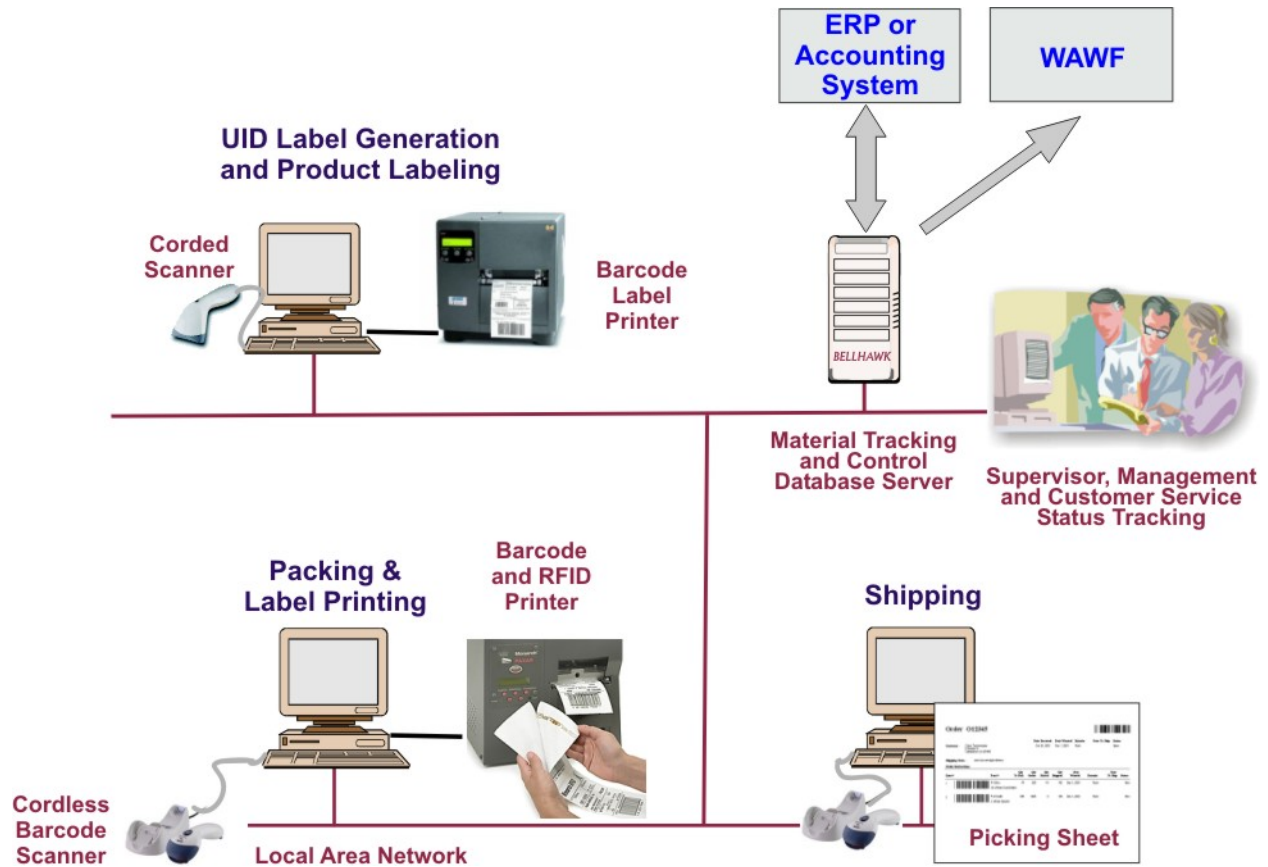 ERP or
Accounting
System
WAWF
UID Label Generation
and Product Labeling
Corded
Scanner
Barcode
Label
Printer
BELLHAWK
Material Tracking
and Control
Database Server
Supervisor, Management
and Customer Service
Status Tracking
Packing &
Label Printing
Barcode
and RFID
Printer
Shipping
Cordless
Barcode
Scanner
Local Area Network
Picking Sheet